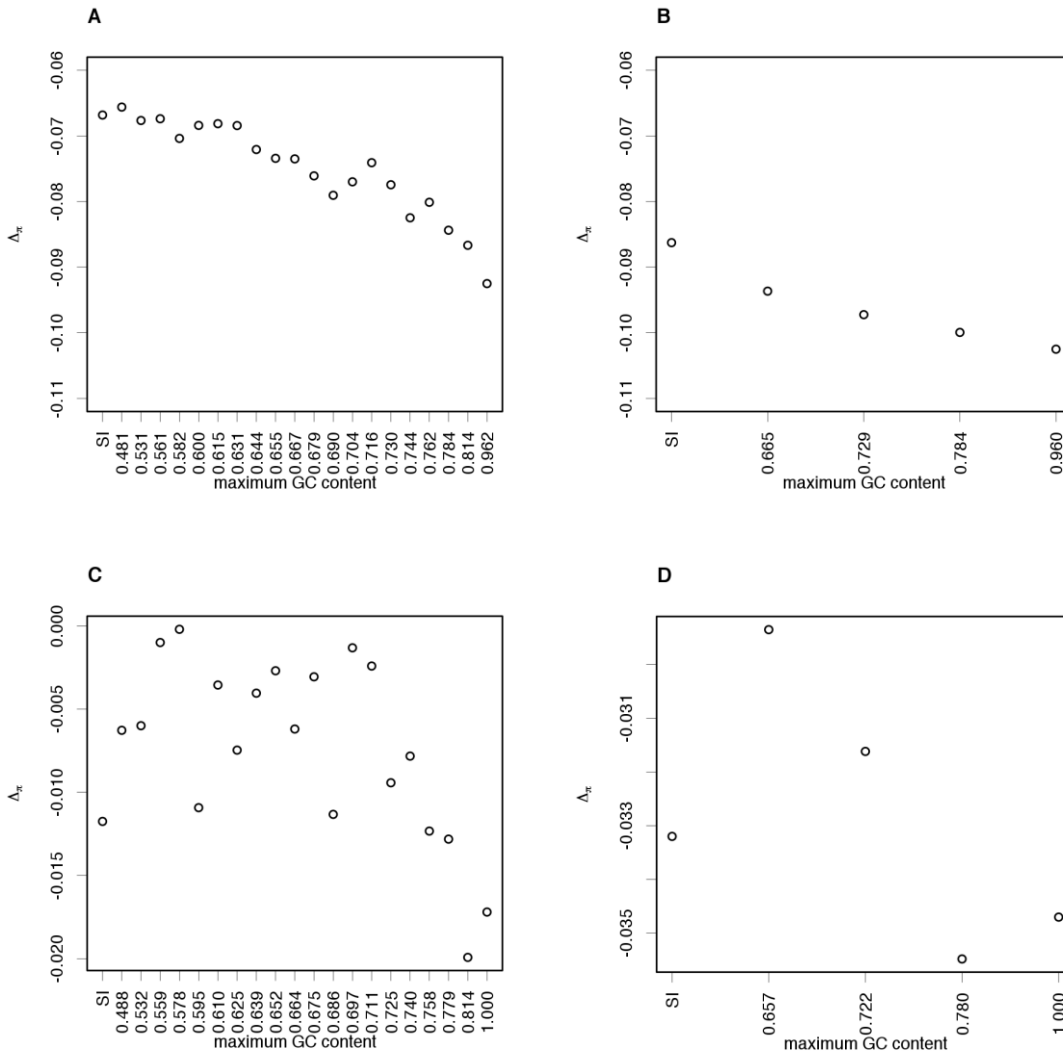 A
-0.06
-0.07
-0.08
-0.09
-0.10
-0.11
Δπ
SI 0.481 0.531 0.561 0.582 0.600 0.615 0.631 0.644 0.655 0.667 0.679 0.690 0.704 0.716 0.730 0.744 0.762 0.784 0.814 0.962
maximum GC content
B
-0.06
-0.07
-0.08
-0.09
-0.10
-0.11
Δπ
SI 0.665 0.729 0.784 0.960
maximum GC content
C
0.000
-0.005
-0.010
-0.015
-0.020
Δπ
SI 0.488 0.532 0.559 0.578 0.595 0.610 0.625 0.639 0.652 0.664 0.675 0.686 0.697 0.711 0.725 0.740 0.758 0.779 0.814 1.000
maximum GC content
D
-0.031
-0.033
-0.035
Δπ
SI 0.657 0.722 0.780 1.000
maximum GC content